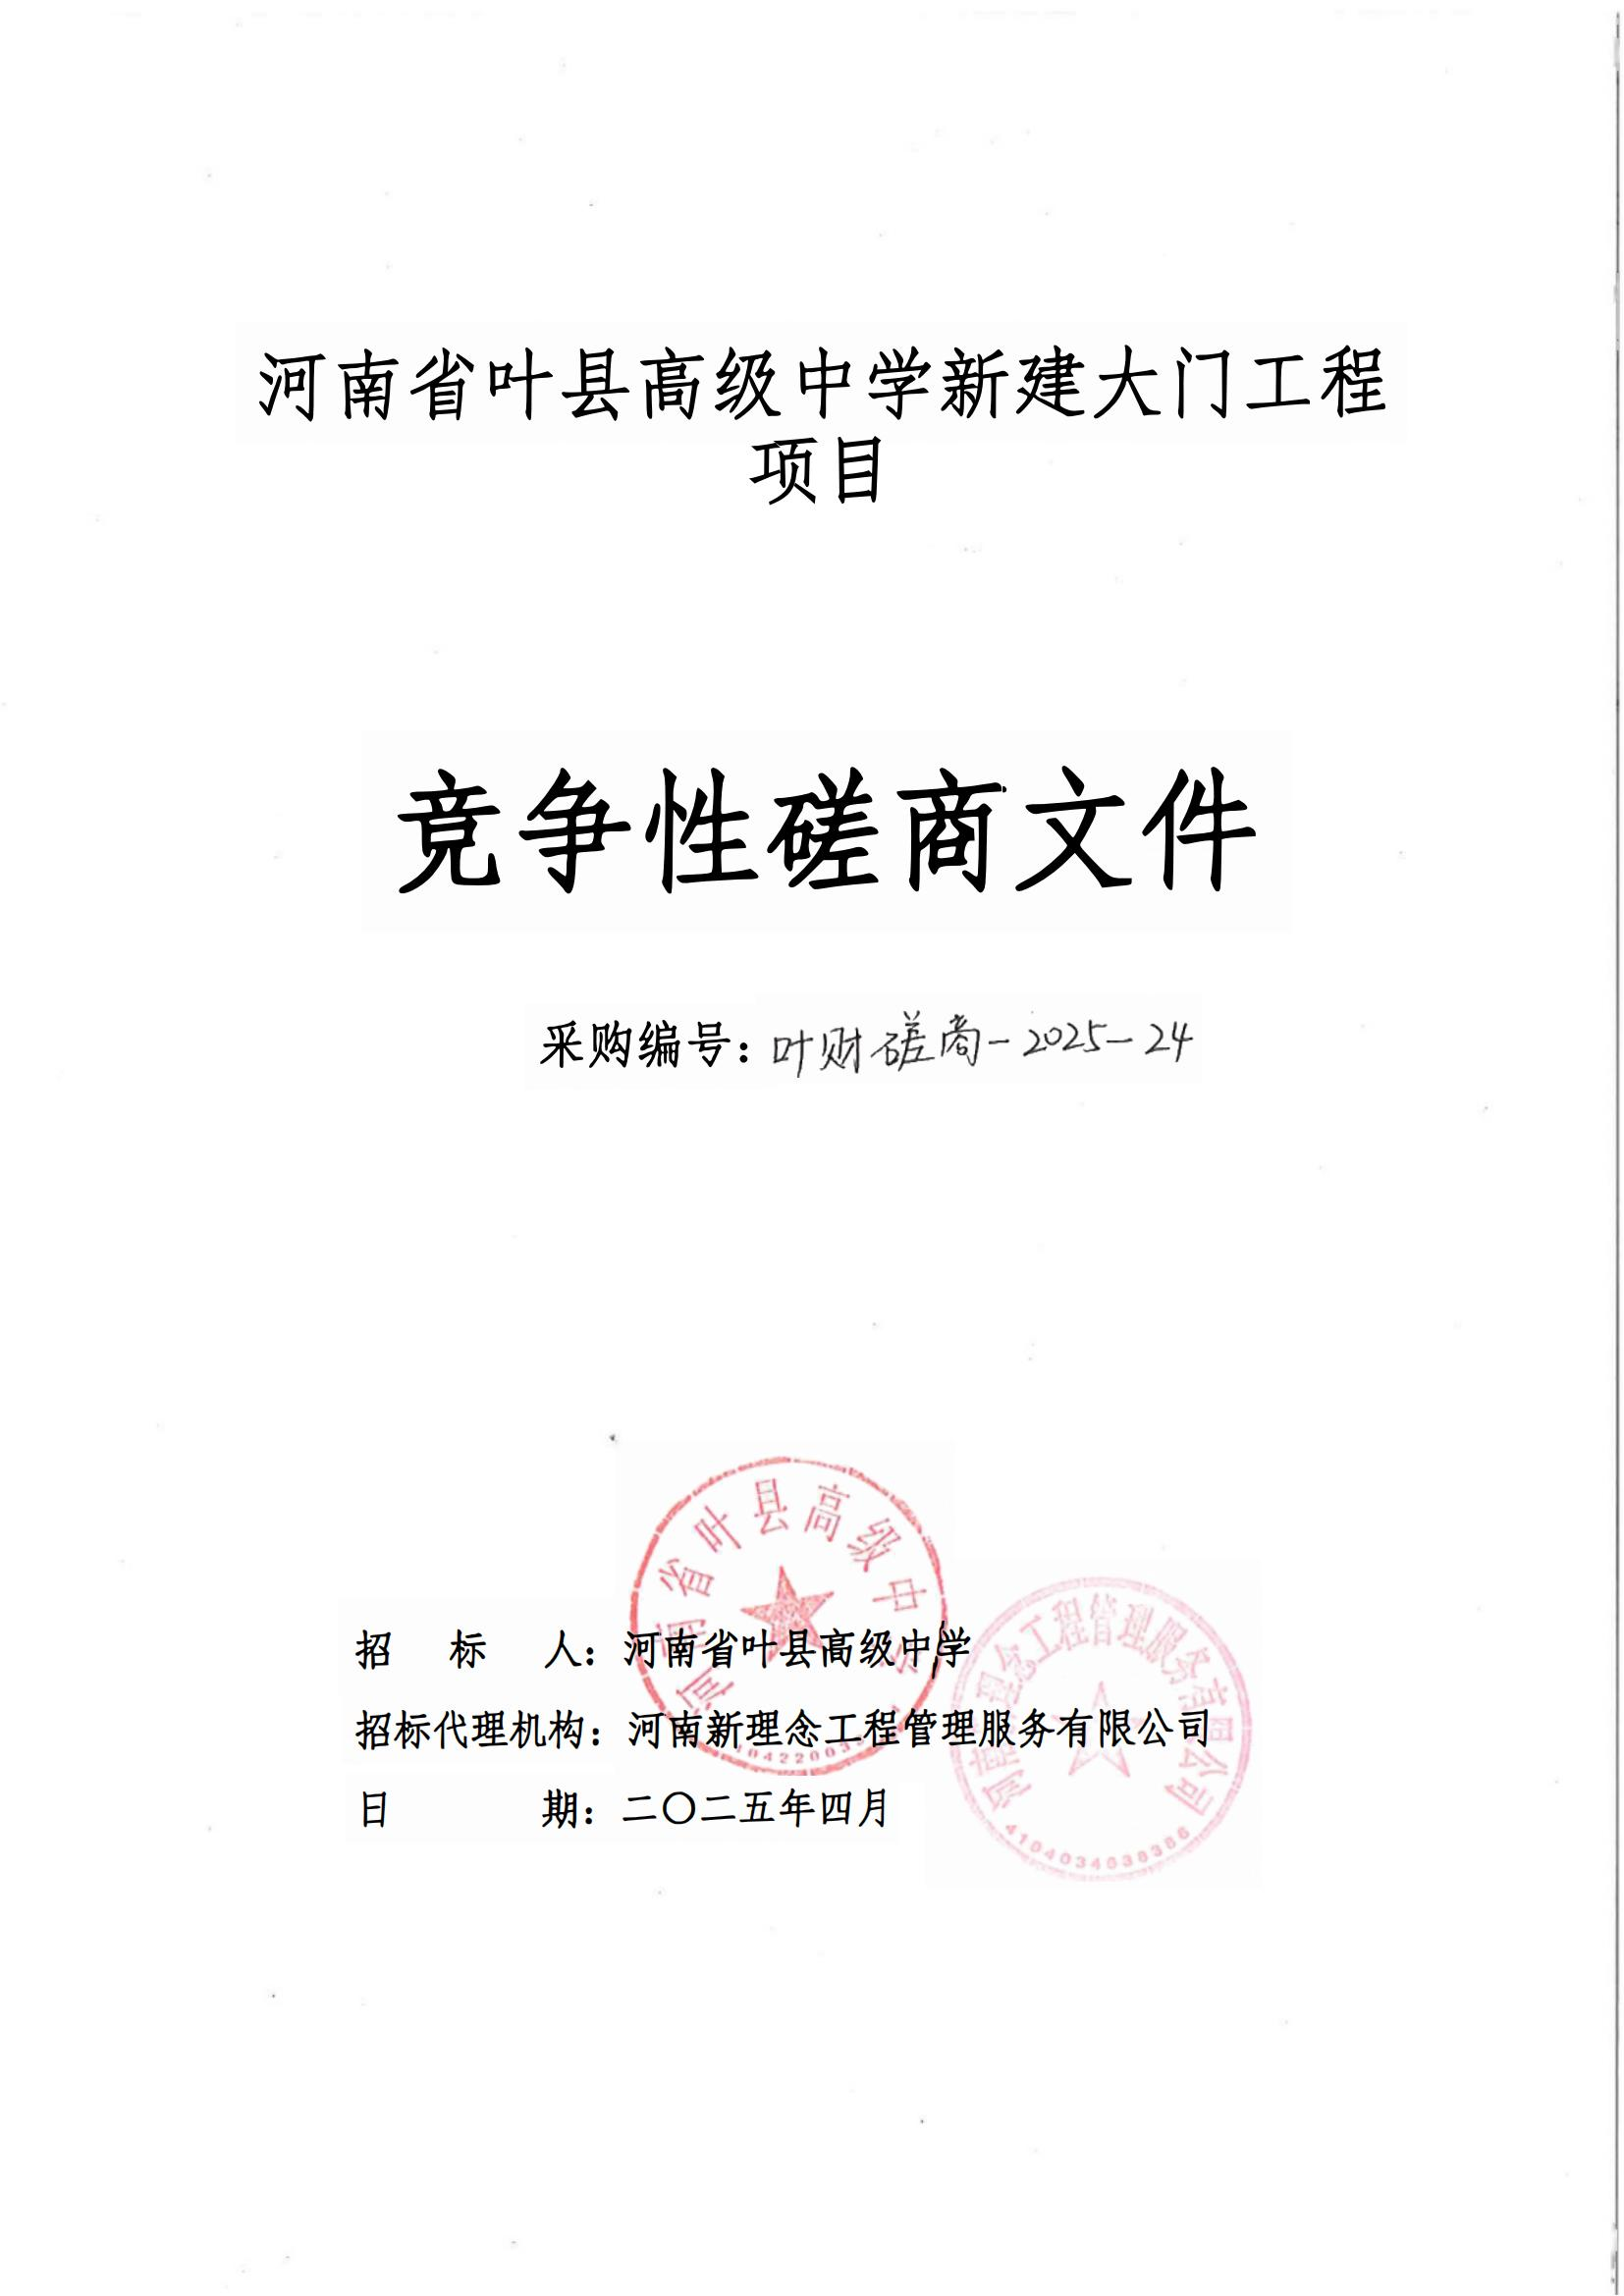 河南省叶县高级中学新建大门工程
项目
竞争性磋商文件
采购编号：叶财磋商-2025-24
河南省叶县高级中
招标人：河南省叶县高级中学
招标代理机构：河南新理念工程管理服务有限公司
日期：二〇二五年四月
理念工程管理服务有限公司